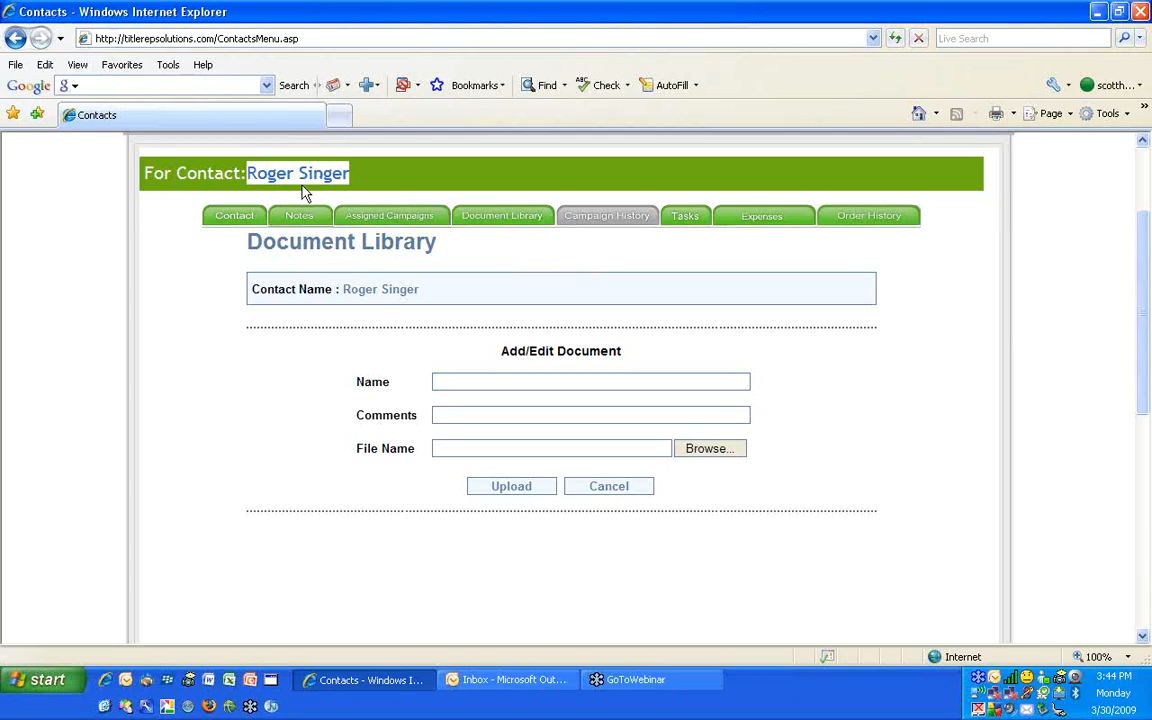 Contacts - Windows Internet Explorer
http://titlerepsolutions.com/ContactsMenu.asp
Live Search
File Edit View Favorites Tools Help
Google Search Bookmarks Find Check AutoFill scotth...
Contacts
Page Tools
For Contact:Roger Singer
Contact Notes Assigned Campaigns Document Library Campaign History Tasks Expenses Order History
Document Library
Contact Name : Roger Singer
Add/Edit Document
Name
Comments
File Name Browse...
Upload Cancel
Internet 100%
start Contacts - Windows I... Inbox - Microsoft Out... GoToWebinar 3:44 PM
Monday
3/30/2009